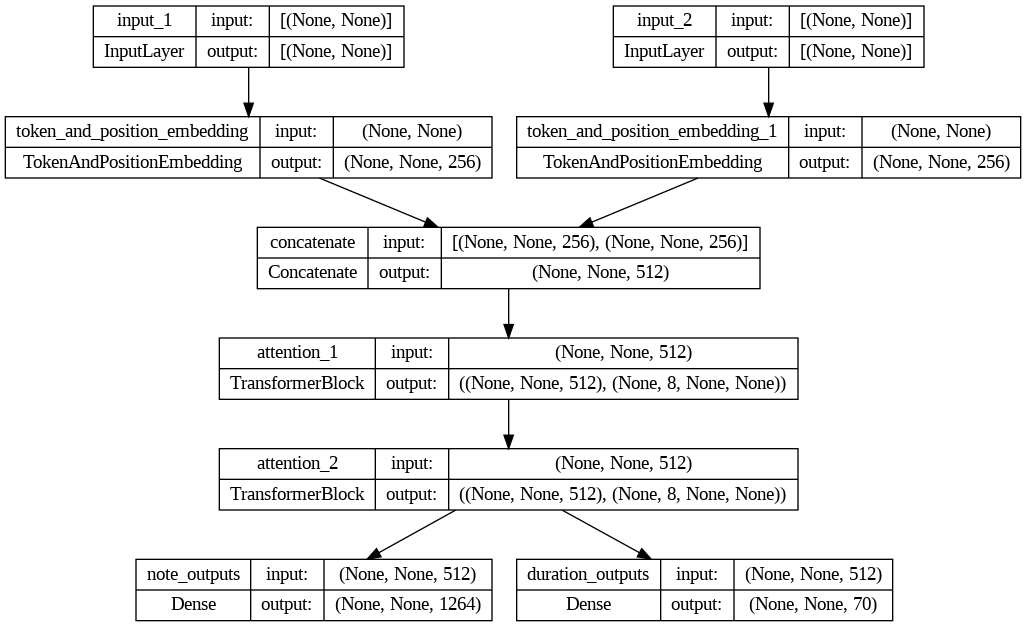 input_1 input: [(None, None)]
InputLayer output: [(None, None)]
input_2 input: [(None, None)]
InputLayer output: [(None, None)]
token_and_position_embedding input: (None, None)
TokenAndPositionEmbedding output: (None, None, 256)
token_and_position_embedding_1 input: (None, None)
TokenAndPositionEmbedding output: (None, None, 256)
concatenate input: [(None, None, 256), (None, None, 256)]
Concatenate output: (None, None, 512)
attention_1 input: (None, None, 512)
TransformerBlock output: ((None, None, 512), (None, 8, None, None))
attention_2 input: (None, None, 512)
TransformerBlock output: ((None, None, 512), (None, 8, None, None))
note_outputs input: (None, None, 512)
Dense output: (None, None, 1264)
duration_outputs input: (None, None, 512)
Dense output: (None, None, 70)